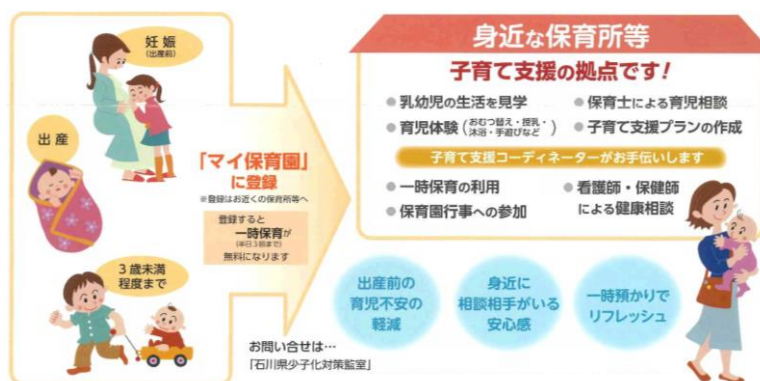 妊娠
(出産前)
出産
3歳未満
程度まで
「マイ保育園」
に登録
※登録はお近くの保育所等へ
登録すると
一時保育が
(半日3回まで)
無料になります
お問い合せは…
「石川県少子化対策監室」
身近な保育所等
子育て支援の拠点です!
●乳幼児の生活を見学
●育児体験(おむつ替え・授乳・
沐浴・手遊びなど)
●保育士による育児相談
●子育て支援プランの作成
子育て支援コーディネーターがお手伝いします
●一時保育の利用
●保育園行事への参加
●看護師・保健師
による健康相談
出産前の
育児不安の
軽減
身近に
相談相手がいる
安心感
一時預かりで
リフレッシュ